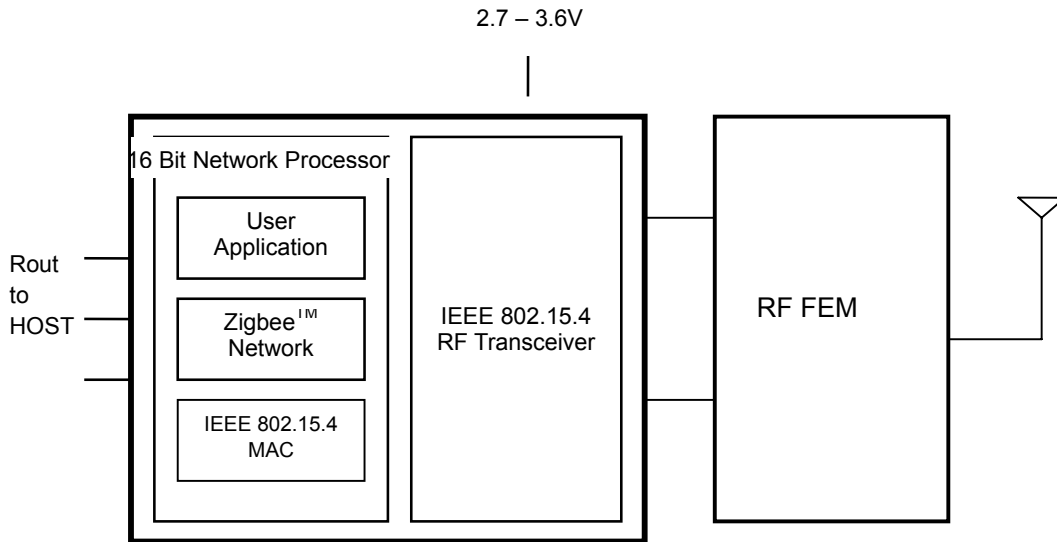 2.7 – 3.6V
16 Bit Network Processor
User
Application
Zigbee™
Network
IEEE 802.15.4
MAC
IEEE 802.15.4
RF Transceiver
RF FEM
Rout
to
HOST